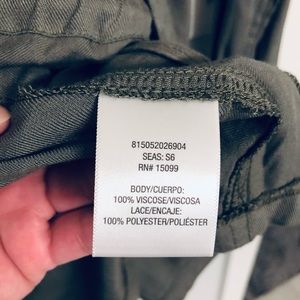 815052026904
SEAS: S6
RN# 15099
BODY/CUERPO:
100% VISCOSE/VISCOSA
LACE/ENCAJE:
100% POLYESTER/POLIÉSTER